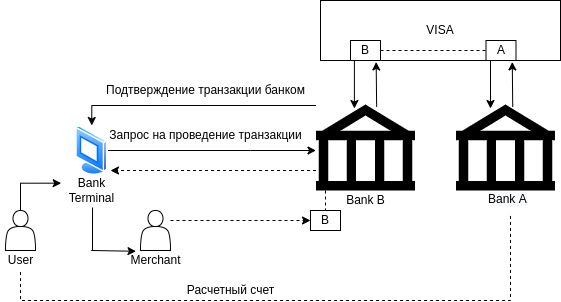 VISA
B
A
Подтверждение транзакции банком
Запрос на проведение транзакции
Bank
Terminal
Bank B
Bank A
B
User
Merchant
Расчетный счет